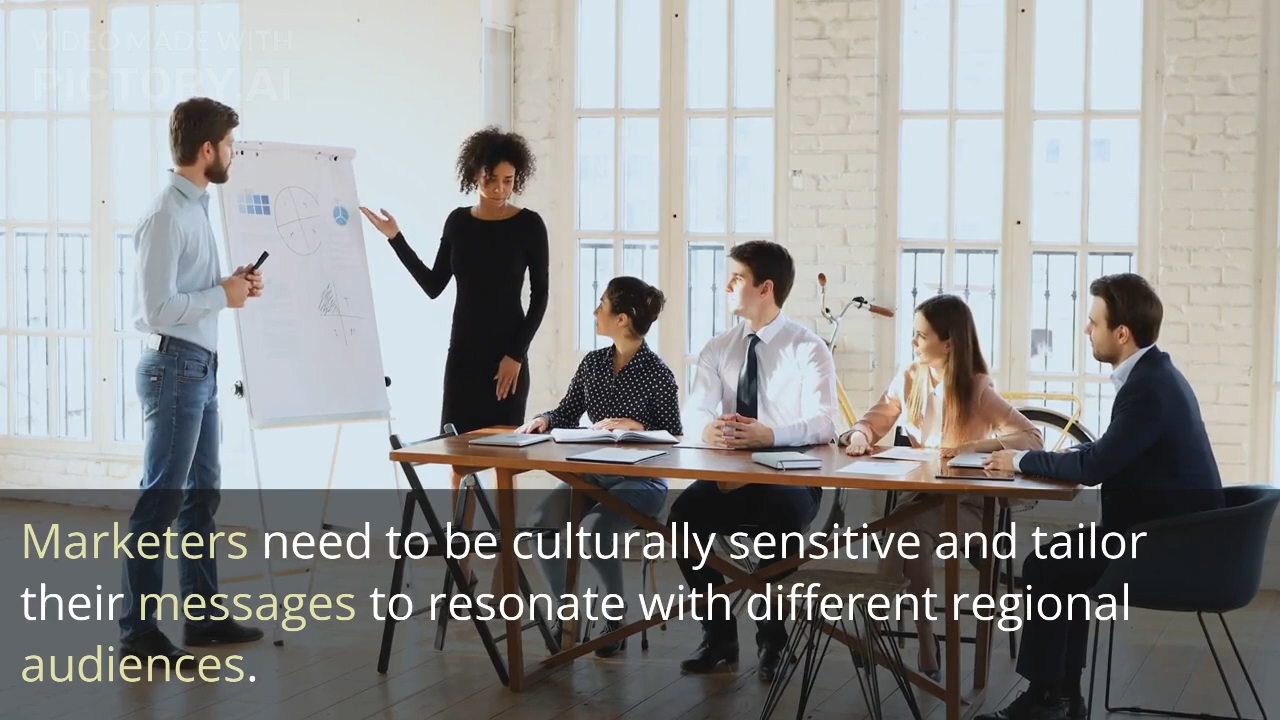 VIDEO MADE WITH
PICTORY.AI
Marketers need to be culturally sensitive and tailor
their messages to resonate with different regional
audiences.